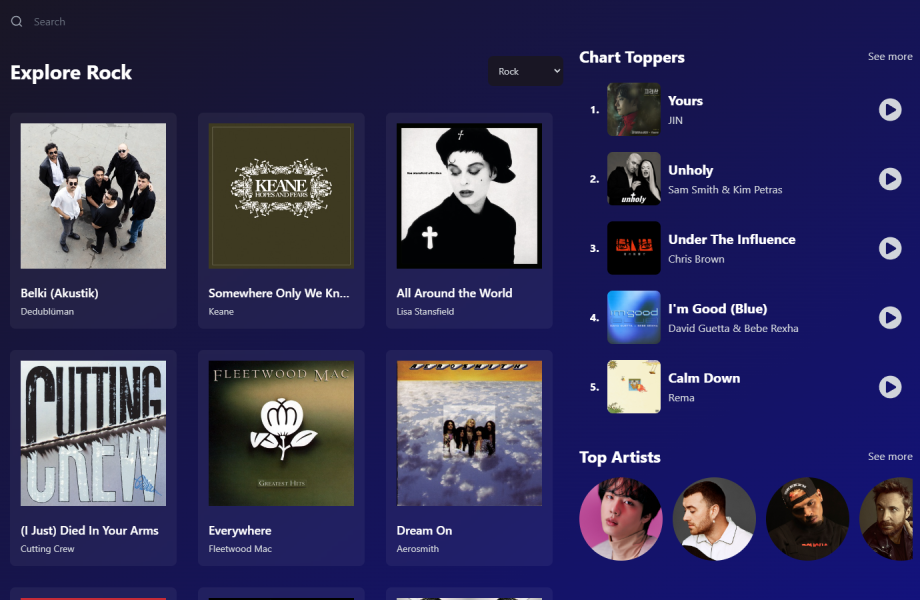 Search
Explore Rock
Rock
KEANE
HOPES AND FEARS
Belki (Akustik)
Dedublüman
Somewhere Only We Kn...
Keane
All Around the World
Lisa Stansfield
CUTTING
CREW
FLEETWOOD MAC
GREATEST HITS
AEROSMITH
(I Just) Died In Your Arms
Cutting Crew
Everywhere
Fleetwood Mac
Dream On
Aerosmith
Chart Toppers
See more
1.
Yours
JIN
2.
unholy
Unholy
Sam Smith & Kim Petras
3.
Under The Influence
Chris Brown
4.
i'm good
I'm Good (Blue)
David Guetta & Bebe Rexha
5.
Calm Down
Rema
Top Artists
See more